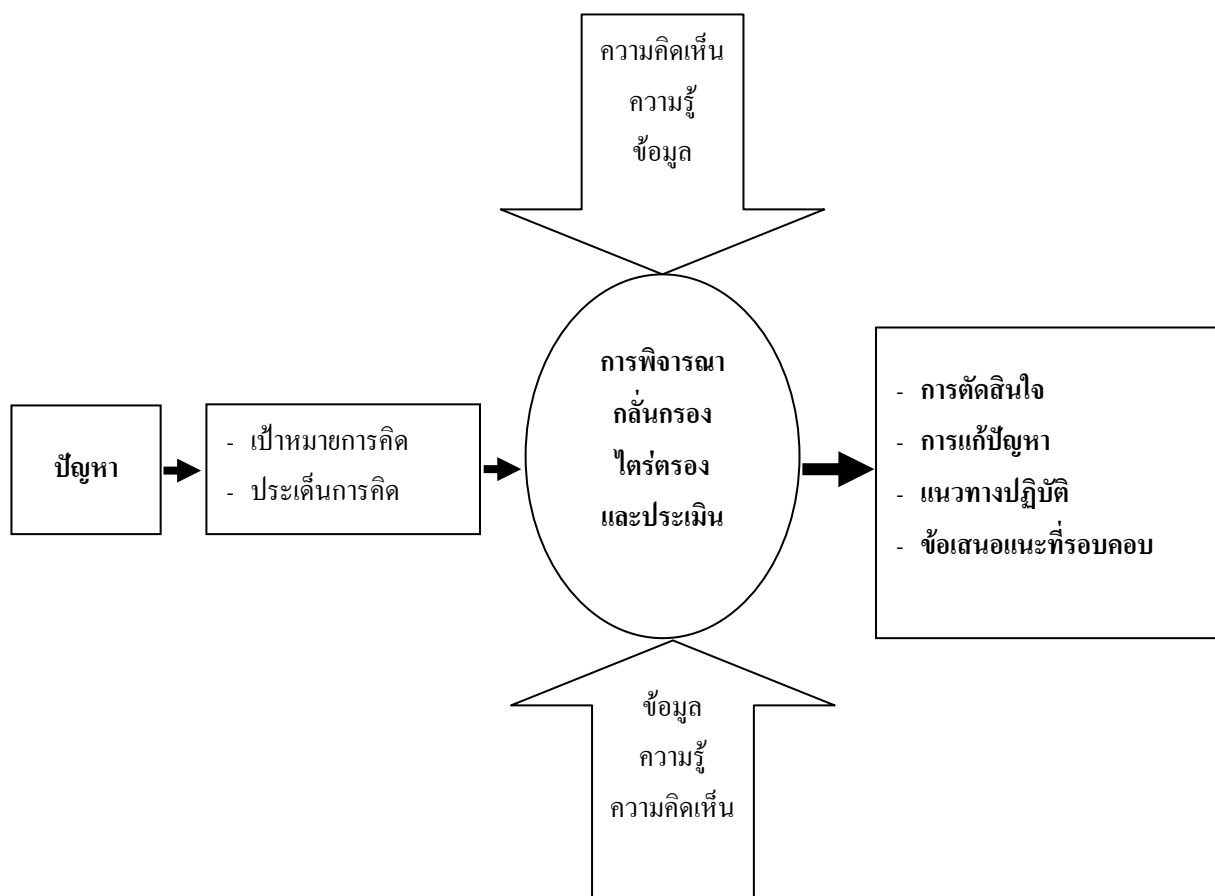 ความคิดเห็น
ความรู้
ข้อมูล
ปัญหา
- เป้าหมายการคิด
- ประเด็นการคิด
การพิจารณา
กลั่นกรอง
ไตร่ตรอง
และประเมิน
- การตัดสินใจ
- การแก้ปัญหา
- แนวทางปฏิบัติ
- ข้อเสนอแนะที่รอบคอบ
ข้อมูล
ความรู้
ความคิดเห็น